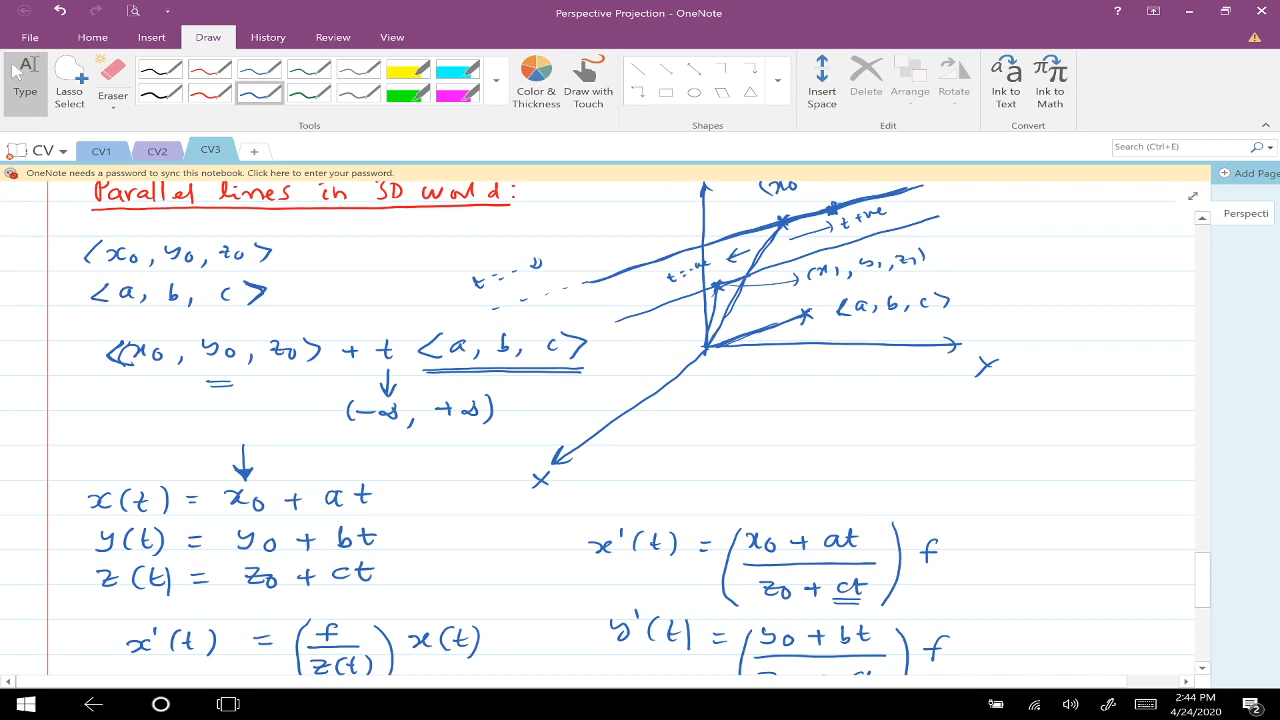 Perspective Projection - OneNote
File Home Insert Draw History Review View
Type
Lasso Select
Eraser
Color & Thickness
Draw with Touch
Insert Space
Delete
Arrange
Rotate
Ink to Text
Ink to Math
Tools
Shapes
Edit
Convert
CV CV1 CV2 CV3
Search (Ctrl+E)
OneNote needs a password to sync this notebook. Click here to enter your password.
Add Page
Perspecti
Parallel lines in 3D world:
(x0
<x0, y0, z0>
<a, b, c>
t +ve
t = -ve
t = -∞
(x1, y1, z1)
<a, b, c>
<x0, y0, z0> + t <a, b, c>
(-∞, +∞)
Y
X
x(t) = x0 + at
y(t) = y0 + bt
z(t) = z0 + ct
x'(t) = (x0 + at / z0 + ct) f
x'(t) = (f / z(t)) x(t)
y'(t) = (y0 + bt /
f
2:44 PM
4/24/2020
2